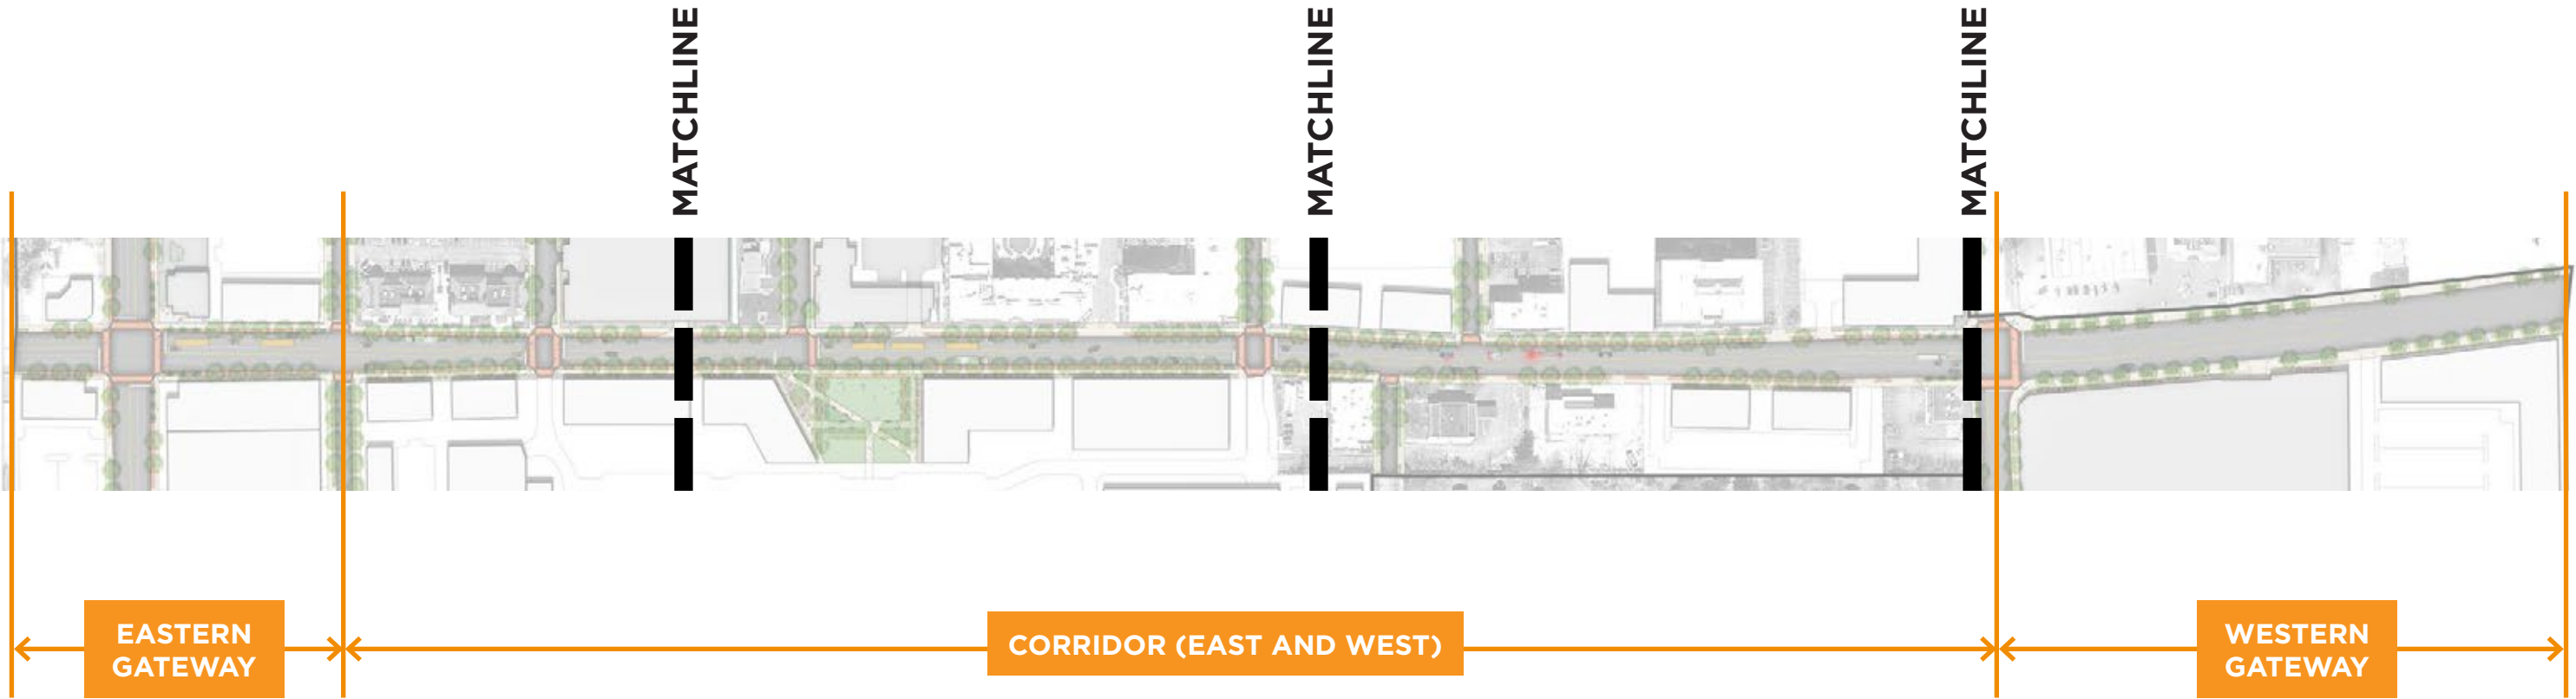 MATCHLINE
MATCHLINE
MATCHLINE
EASTERN
GATEWAY
CORRIDOR (EAST AND WEST)
WESTERN
GATEWAY